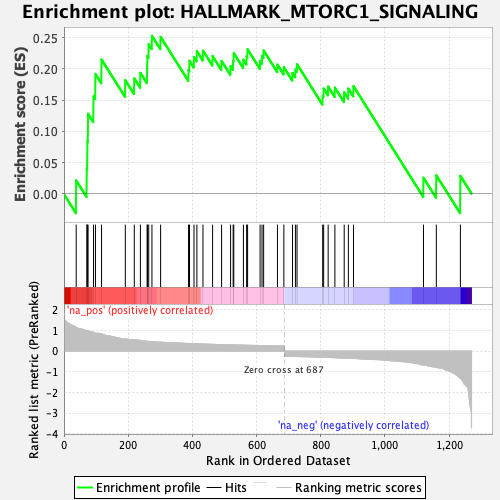 Enrichment plot: HALLMARK_MTORC1_SIGNALING
Enrichment score (ES)
0.25
0.20
0.15
0.10
0.05
0.00
'na_pos' (positively correlated)
Ranked list metric (PreRanked)
2
1
0
-1
-2
-3
-4
Zero cross at 687
'na_neg' (negatively correlated)
0 200 400 600 800 1,000 1,200
Rank in Ordered Dataset
Enrichment profile Hits Ranking metric scores